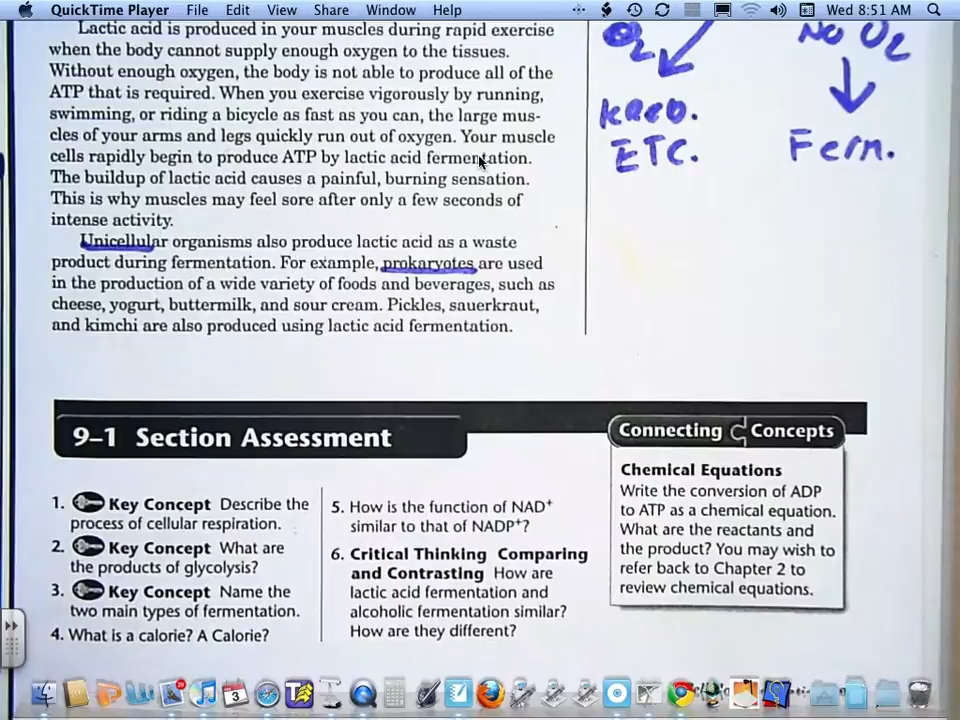 QuickTime Player File Edit View Share Window Help Wed 8:51 AM
Lactic acid is produced in your muscles during rapid exercise
when the body cannot supply enough oxygen to the tissues.
Without enough oxygen, the body is not able to produce all of the
ATP that is required. When you exercise vigorously by running,
swimming, or riding a bicycle as fast as you can, the large mus-
cles of your arms and legs quickly run out of oxygen. Your muscle
cells rapidly begin to produce ATP by lactic acid fermentation.
The buildup of lactic acid causes a painful, burning sensation.
This is why muscles may feel sore after only a few seconds of
intense activity.
Unicellular organisms also produce lactic acid as a waste
product during fermentation. For example, prokaryotes are used
in the production of a wide variety of foods and beverages, such as
cheese, yogurt, buttermilk, and sour cream. Pickles, sauerkraut,
and kimchi are also produced using lactic acid fermentation.
O2
Kreb.
ETC.
No O2
Ferm.
9–1 Section Assessment
1. Key Concept Describe the
process of cellular respiration.
2. Key Concept What are
the products of glycolysis?
3. Key Concept Name the
two main types of fermentation.
4. What is a calorie? A Calorie?
5. How is the function of NAD+
similar to that of NADP+?
6. Critical Thinking Comparing
and Contrasting How are
lactic acid fermentation and
alcoholic fermentation similar?
How are they different?
Connecting Concepts
Chemical Equations
Write the conversion of ADP
to ATP as a chemical equation.
What are the reactants and
the product? You may wish to
refer back to Chapter 2 to
review chemical equations.